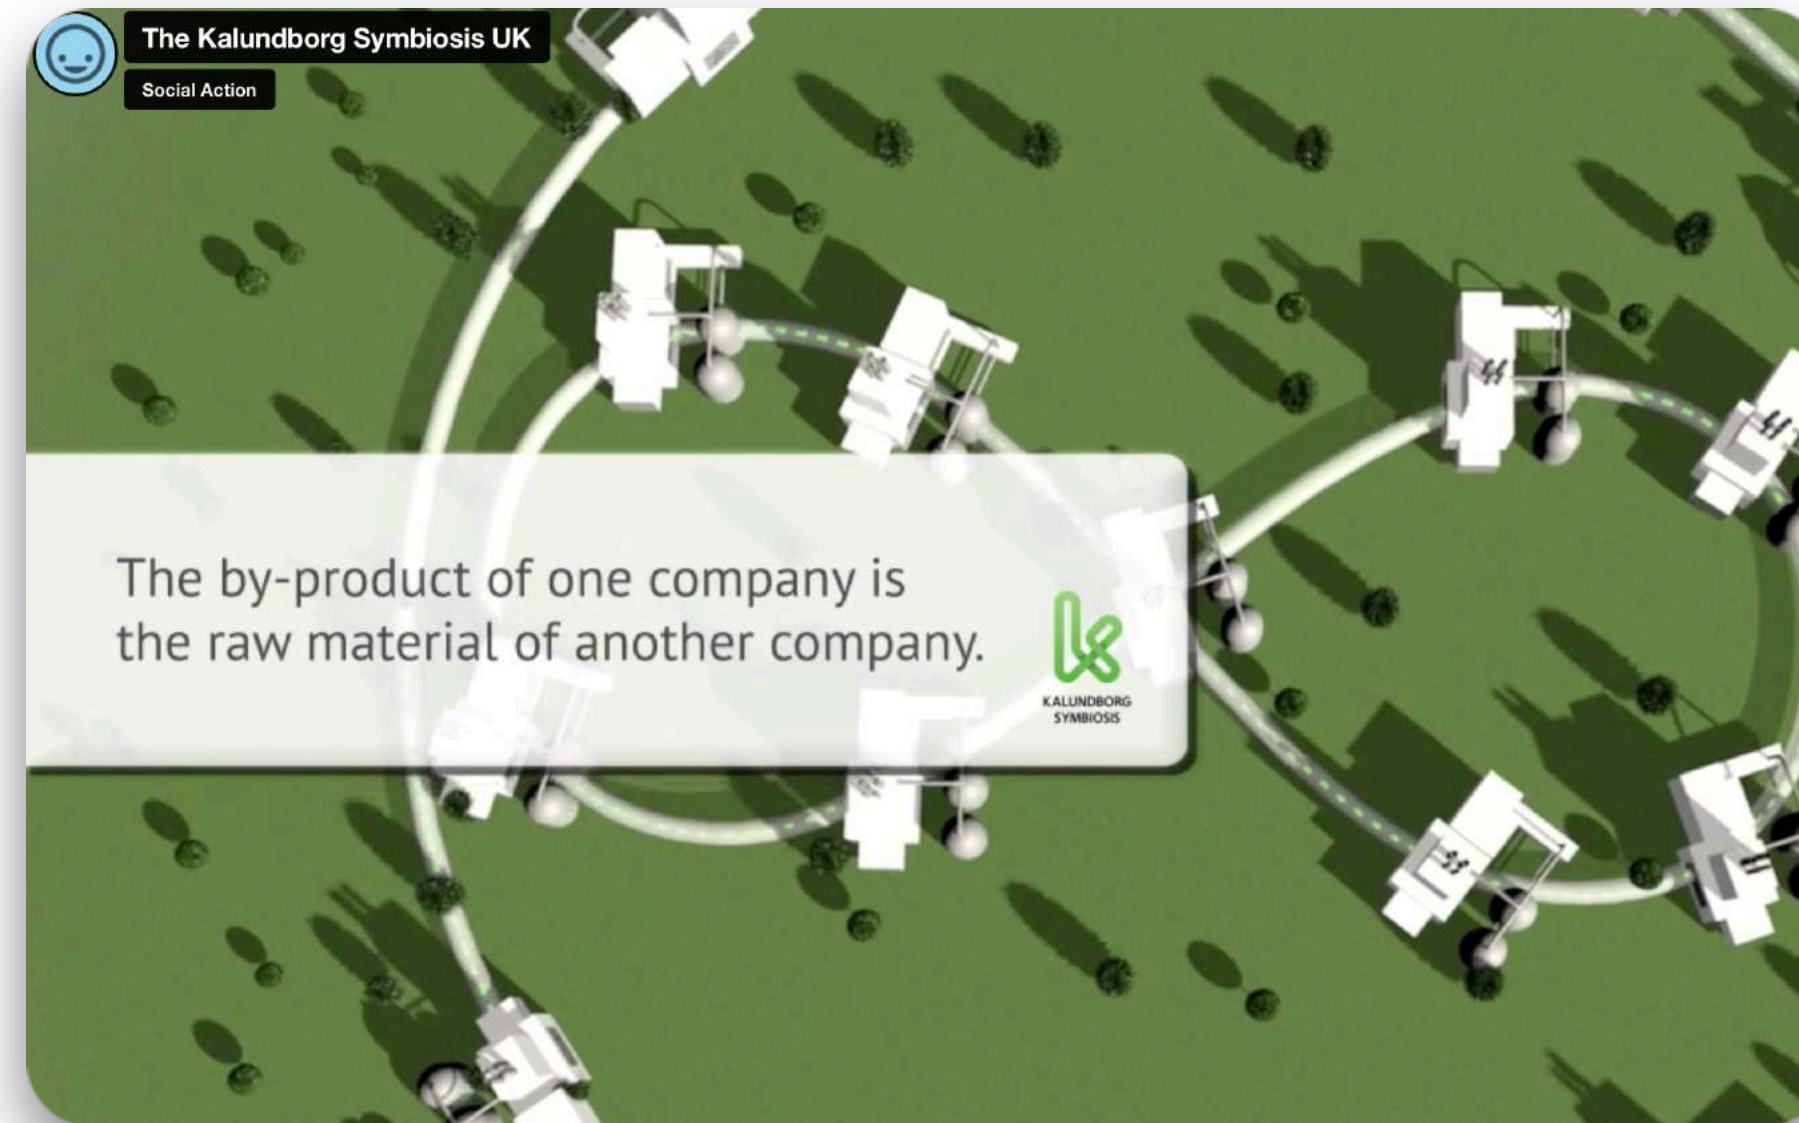 The Kalundborg Symbiosis UK
Social Action
The by-product of one company is
the raw material of another company.
KALUNDBORG
SYMBIOSIS